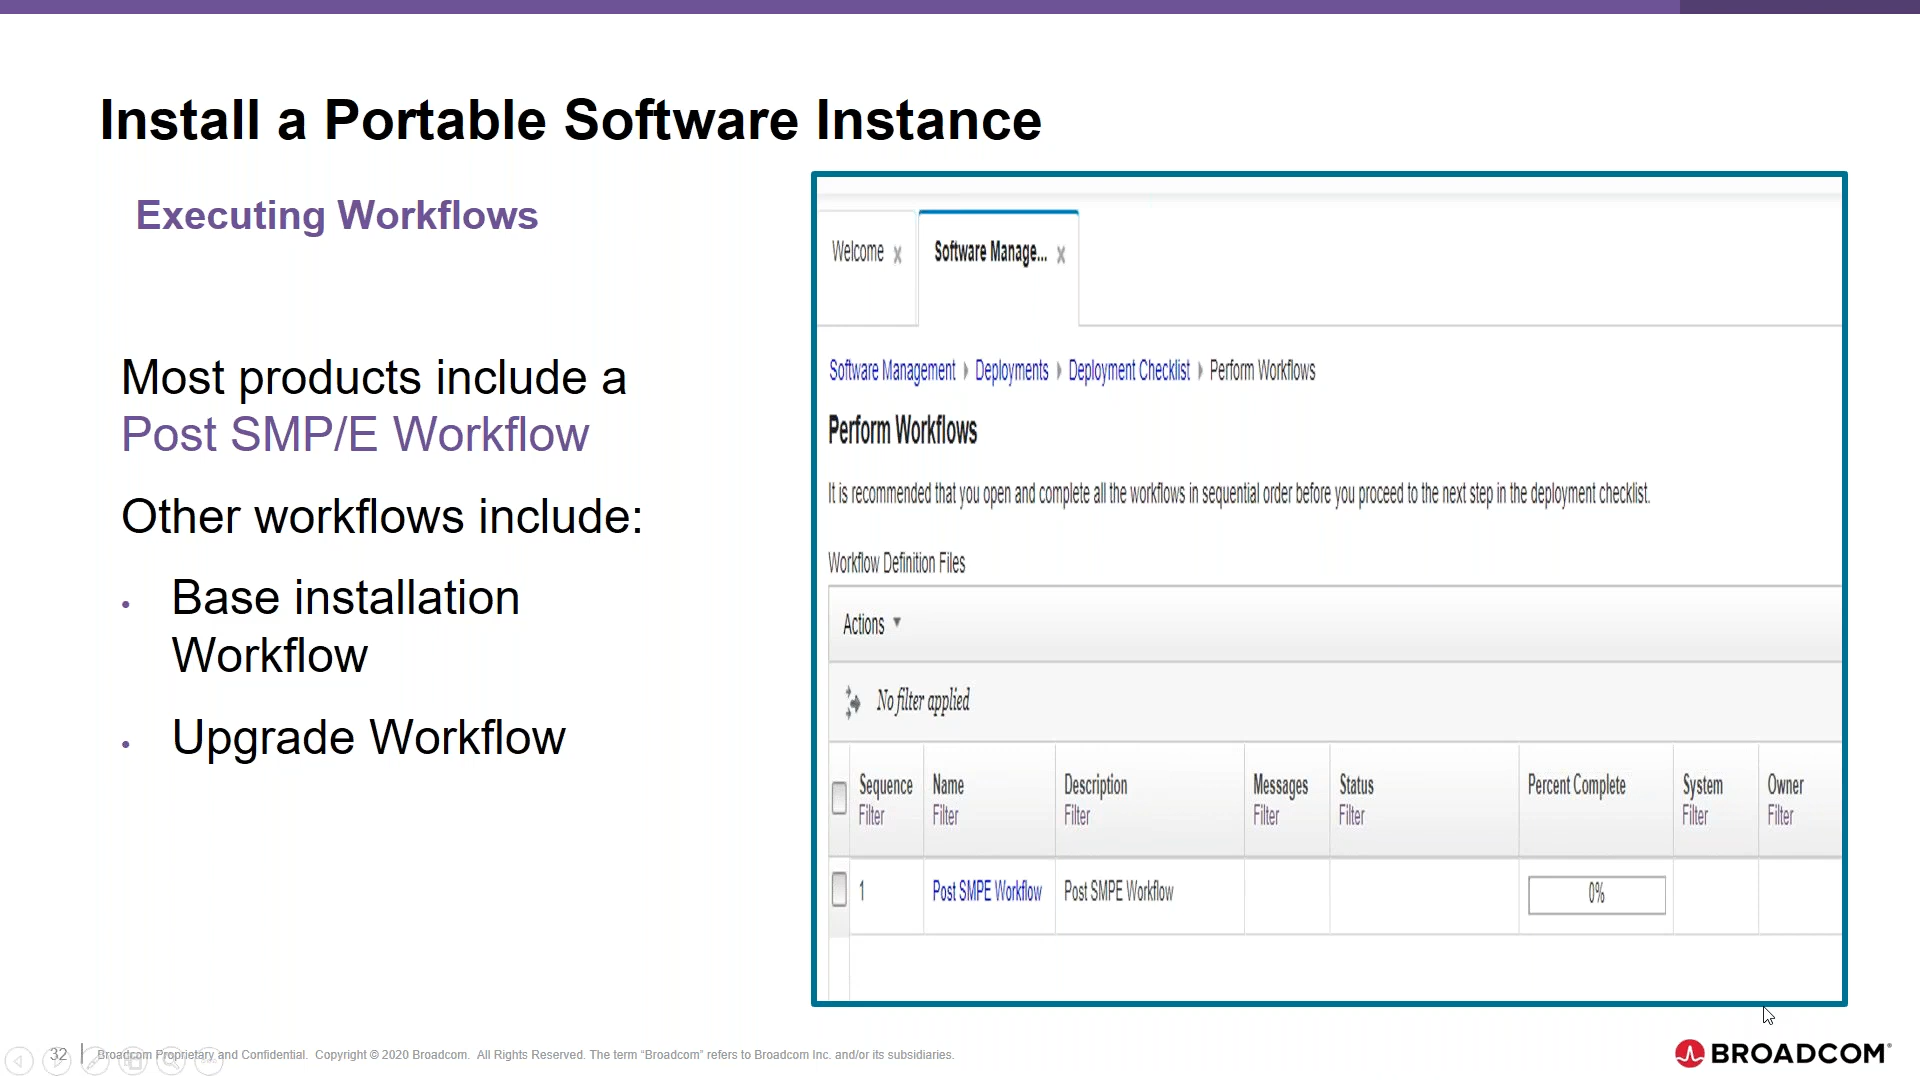 Install a Portable Software Instance
Executing Workflows
Most products include a
Post SMP/E Workflow
Other workflows include:
• Base installation
Workflow
• Upgrade Workflow
Welcome x Software Manage... x
Software Management Deployments Deployment Checklist Perform Workflows
Perform Workflows
It is recommended that you open and complete all the workflows in sequential order before you proceed to the next step in the deployment checklist.
Workflow Definition Files
Actions
No filter applied
Sequence Name Description Messages Status Percent Complete System Owner
Filter Filter Filter Filter Filter Filter Filter
1 Post SMPE Workflow Post SMPE Workflow 0%
32 Broadcom Proprietary and Confidential. Copyright © 2020 Broadcom. All Rights Reserved. The term “Broadcom” refers to Broadcom Inc. and/or its subsidiaries.
BROADCOM®